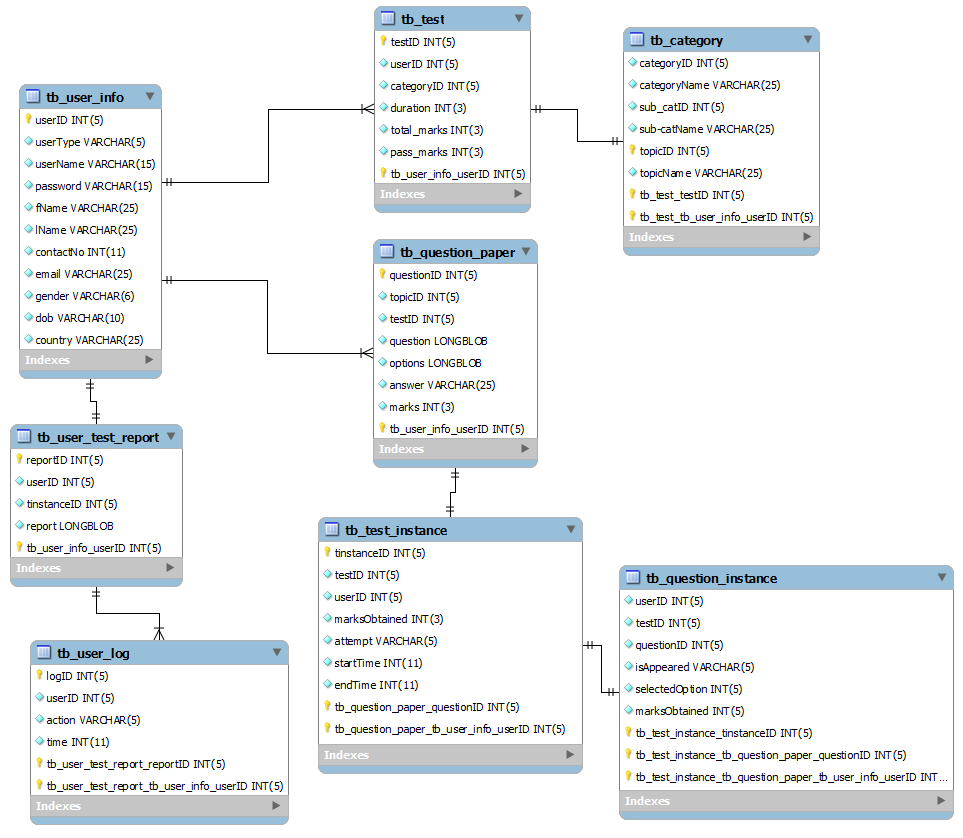 tb_test
testID INT(5)
userID INT(5)
categoryID INT(5)
duration INT(3)
total_marks INT(3)
pass_marks INT(3)
tb_user_info_userID INT(5)
Indexes
tb_category
categoryID INT(5)
categoryName VARCHAR(25)
sub_catID INT(5)
sub-catName VARCHAR(25)
topicID INT(5)
topicName VARCHAR(25)
tb_test_testID INT(5)
tb_test_tb_user_info_userID INT(5)
Indexes
tb_user_info
userID INT(5)
userType VARCHAR(5)
userName VARCHAR(15)
password VARCHAR(15)
fName VARCHAR(25)
lName VARCHAR(25)
contactNo INT(11)
email VARCHAR(25)
gender VARCHAR(6)
dob VARCHAR(10)
country VARCHAR(25)
Indexes
tb_question_paper
questionID INT(5)
topicID INT(5)
testID INT(5)
question LONGBLOB
options LONGBLOB
answer VARCHAR(25)
marks INT(3)
tb_user_info_userID INT(5)
Indexes
tb_user_test_report
reportID INT(5)
userID INT(5)
tinstanceID INT(5)
report LONGBLOB
tb_user_info_userID INT(5)
Indexes
tb_test_instance
tinstanceID INT(5)
testID INT(5)
userID INT(5)
marksObtained INT(3)
attempt VARCHAR(5)
startTime INT(11)
endTime INT(11)
tb_question_paper_questionID INT(5)
tb_question_paper_tb_user_info_userID INT(5)
Indexes
tb_question_instance
userID INT(5)
testID INT(5)
questionID INT(5)
isAppeared VARCHAR(5)
selectedOption INT(5)
marksObtained INT(5)
tb_test_instance_tinstanceID INT(5)
tb_test_instance_tb_question_paper_questionID INT(5)
tb_test_instance_tb_question_paper_tb_user_info_userID INT...
Indexes
tb_user_log
logID INT(5)
userID INT(5)
action VARCHAR(5)
time INT(11)
tb_user_test_report_reportID INT(5)
tb_user_test_report_tb_user_info_userID INT(5)
Indexes